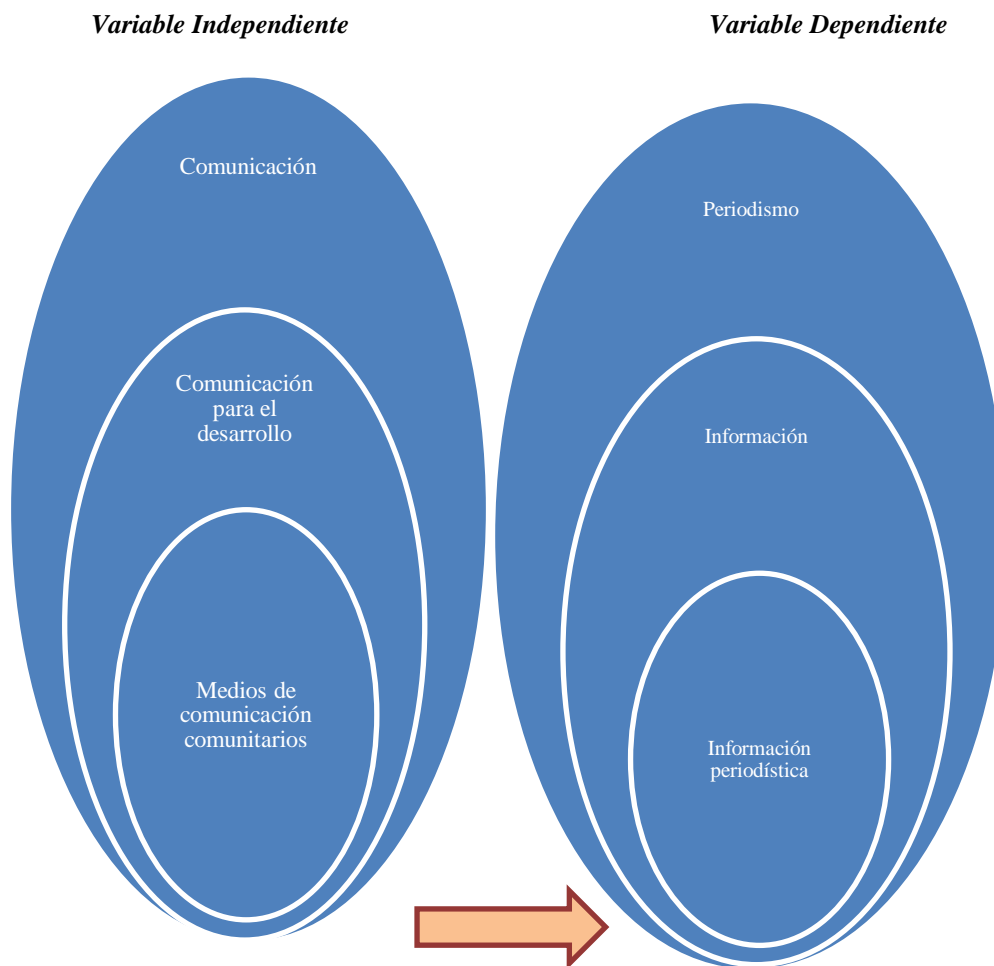 Variable Independiente
Variable Dependiente
Comunicación
Comunicación
para el
desarrollo
Medios de
comunicación
comunitarios
Periodismo
Información
Información
periodística